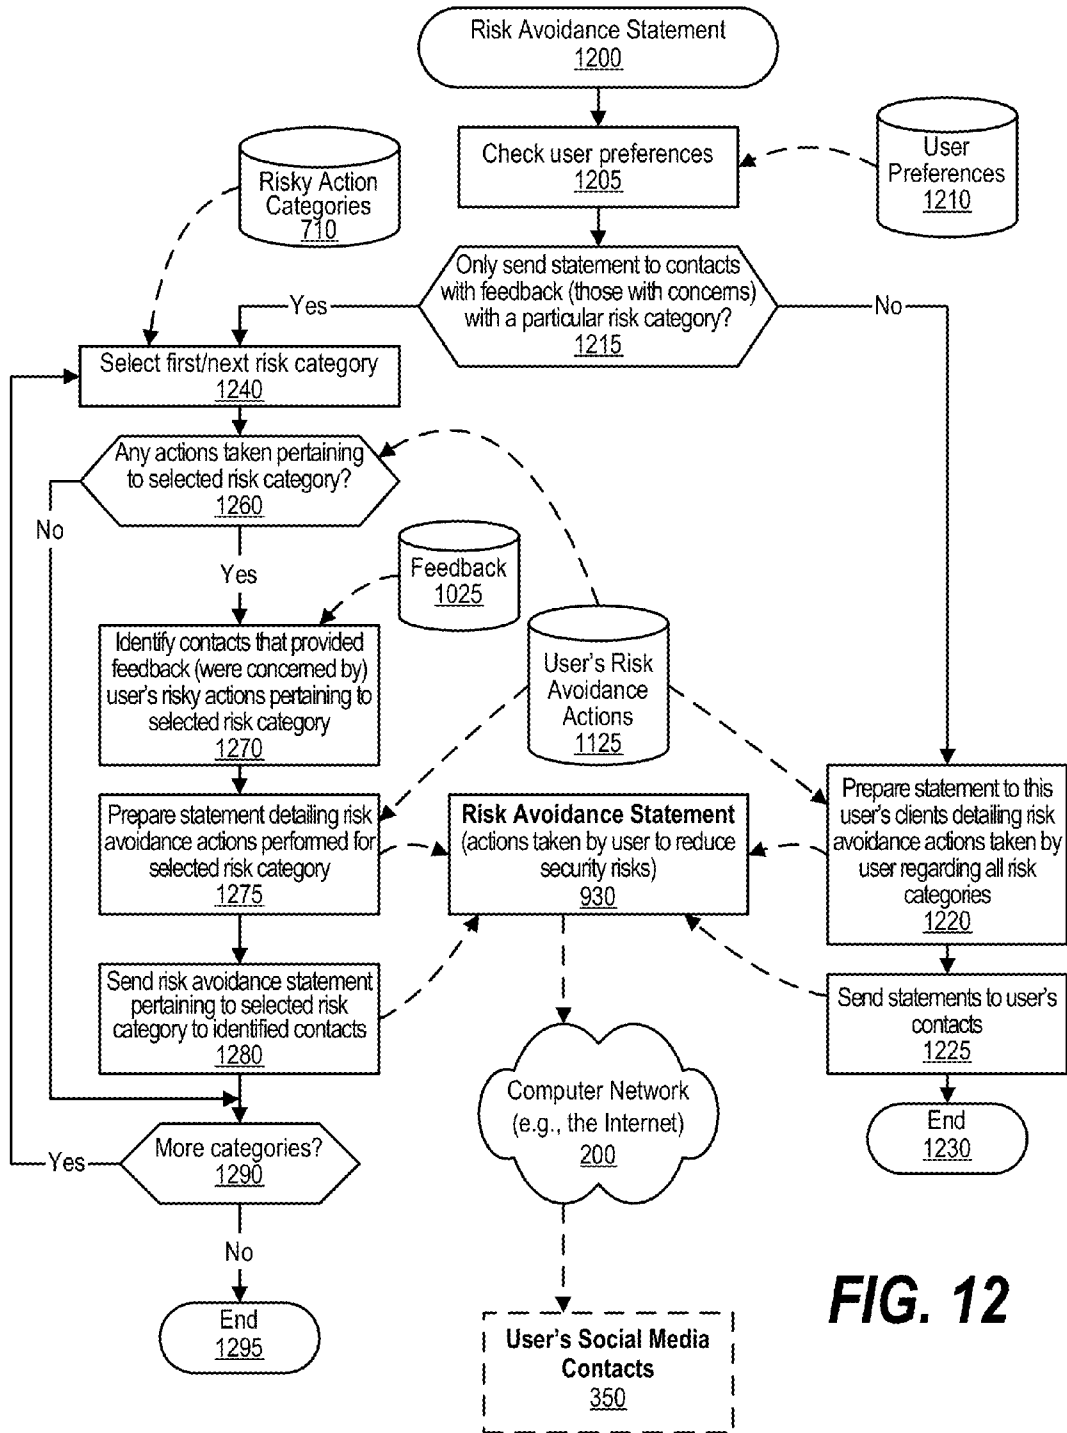 Risk Avoidance Statement
1200
Check user preferences
1205
User
Preferences
1210
Risky Action
Categories
710
Only send statement to contacts
with feedback (those with concerns)
with a particular risk category?
1215
Yes
No
Select first/next risk category
1240
Any actions taken pertaining
to selected risk category?
1260
No
Yes
Feedback
1025
Identify contacts that provided
feedback (were concerned by)
user's risky actions pertaining to
selected risk category
1270
User's Risk
Avoidance
Actions
1125
Prepare statement detailing risk
avoidance actions performed for
selected risk category
1275
Risk Avoidance Statement
(actions taken by user to reduce
security risks)
930
Prepare statement to this
user's clients detailing risk
avoidance actions taken by
user regarding all risk
categories
1220
Send risk avoidance statement
pertaining to selected risk
category to identified contacts
1280
Send statements to user's
contacts
1225
Computer Network
(e.g., the Internet)
200
End
1230
More categories?
1290
Yes
No
End
1295
User's Social Media
Contacts
350
FIG. 12